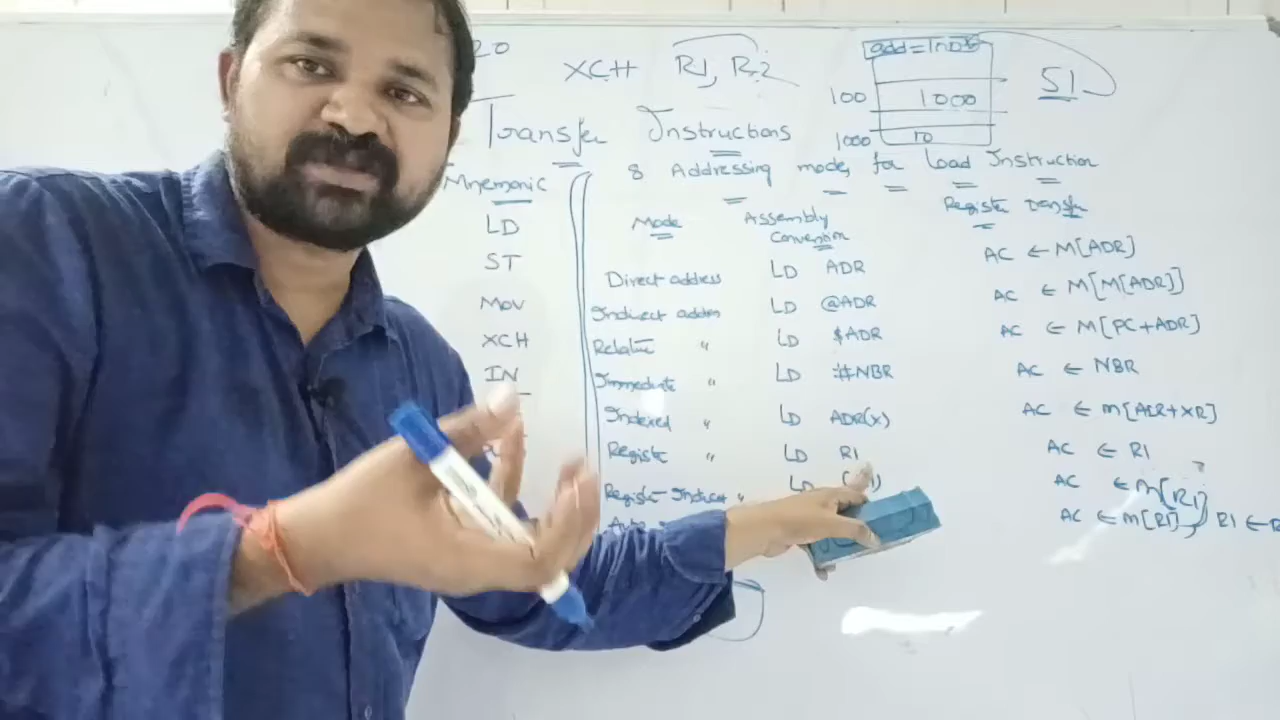 20
XCH R1, R2
add=1000
100 1000
1000 10
S1
Transfer Instructions
8 Addressing modes for Load Instruction
Mnemonic
LD
ST
Mov
XCH
IN
Mode Assembly Convention Register Transfer
Direct address LD ADR AC ← M[ADR]
Indirect address LD @ADR AC ← M[M[ADR]]
Relative " LD $ADR AC ← M[PC+ADR]
Immediate " LD #NBR AC ← NBR
Indexed " LD ADR(x) AC ← M[ADR+XR]
Register " LD R1 AC ← R1
Register Indirect " LD AC ← M[R1]
Auto AC ← M[R1], R1 ←